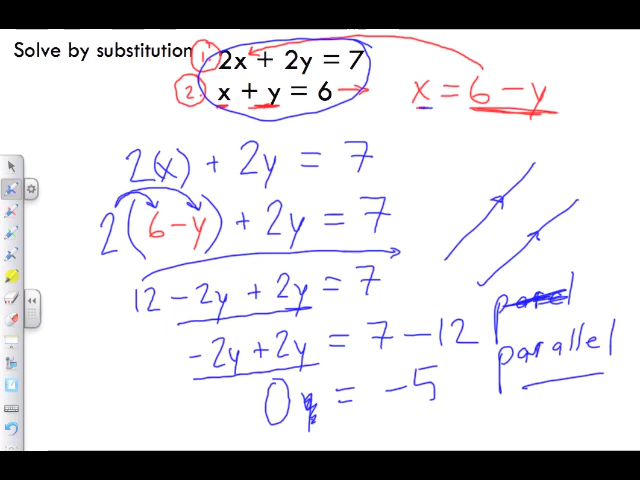 Solve by substitution
1. 2x + 2y = 7
2. x + y = 6 → x = 6 - y
2(x) + 2y = 7
2(6 - y) + 2y = 7
12 - 2y + 2y = 7
-2y + 2y = 7 - 12
0 = -5
parallel